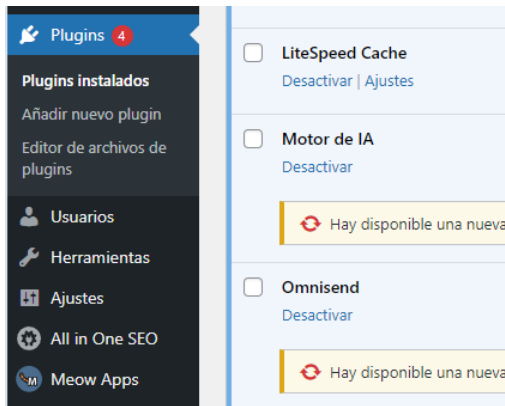 Plugins 4
Plugins instalados
Añadir nuevo plugin
Editor de archivos de
plugins
Usuarios
Herramientas
Ajustes
All in One SEO
Meow Apps
LiteSpeed Cache
Desactivar | Ajustes
Motor de IA
Desactivar
Hay disponible una nueva
Omnisend
Desactivar
Hay disponible una nueva